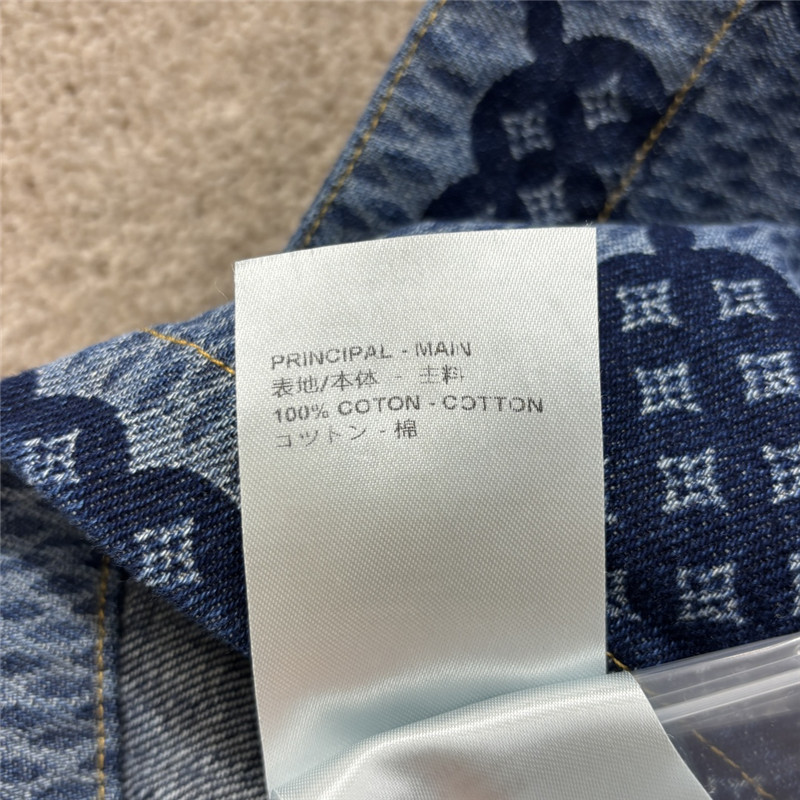 PRINCIPAL - MAIN
表地/本体 - 主料
100% COTON - COTTON
コットン - 棉